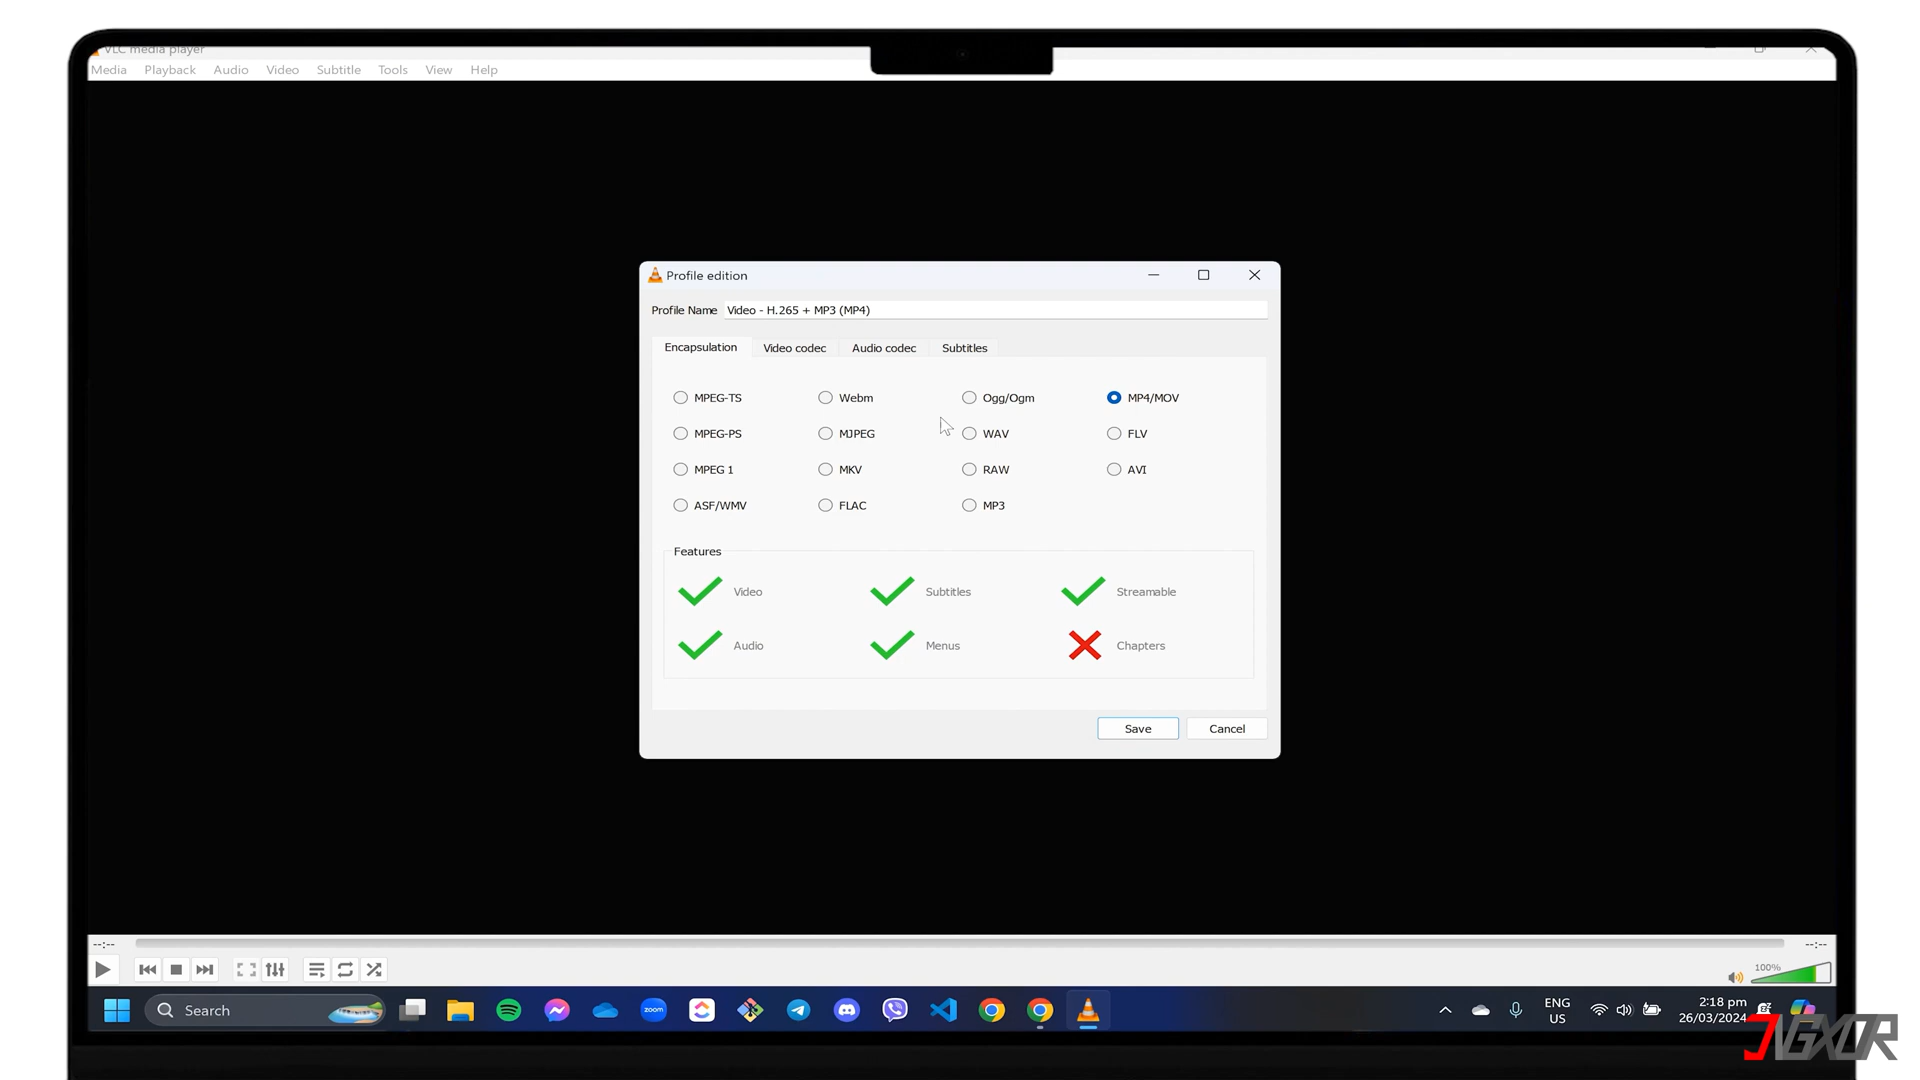 VLC media player
Media Playback Audio Video Subtitle Tools View Help
Profile edition
Profile Name Video - H.265 + MP3 (MP4)
Encapsulation Video codec Audio codec Subtitles
MPEG-TS Webm Ogg/Ogm MP4/MOV
MPEG-PS MJPEG WAV FLV
MPEG 1 MKV RAW AVI
ASF/WMV FLAC MP3
Features
Video Subtitles Streamable
Audio Menus Chapters
Save Cancel
--:-- --:--
100%
Search zoom ENG US 2:18 pm
26/03/2024
JVGXOR